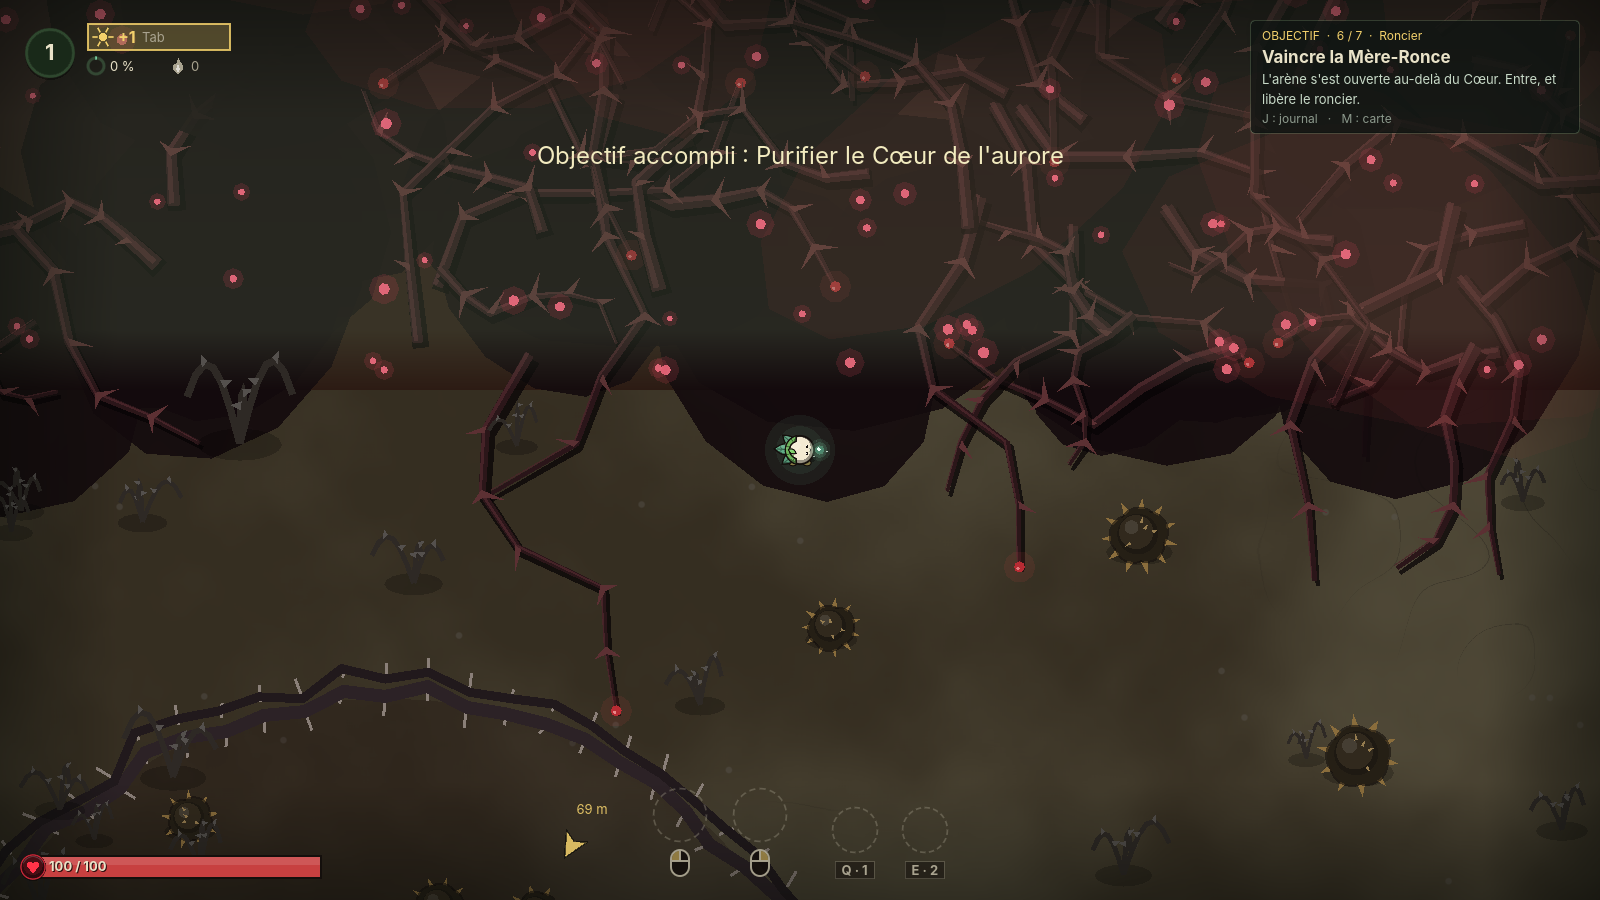 1
+1 Tab
0 %
0
OBJECTIF · 6 / 7 · Roncier
Vaincre la Mère-Ronce
L'arène s'est ouverte au-delà du Cœur. Entre, et
libère le roncier.
J : journal · M : carte
Objectif accompli : Purifier le Cœur de l'aurore
69 m
100 / 100
Q · 1
E · 2